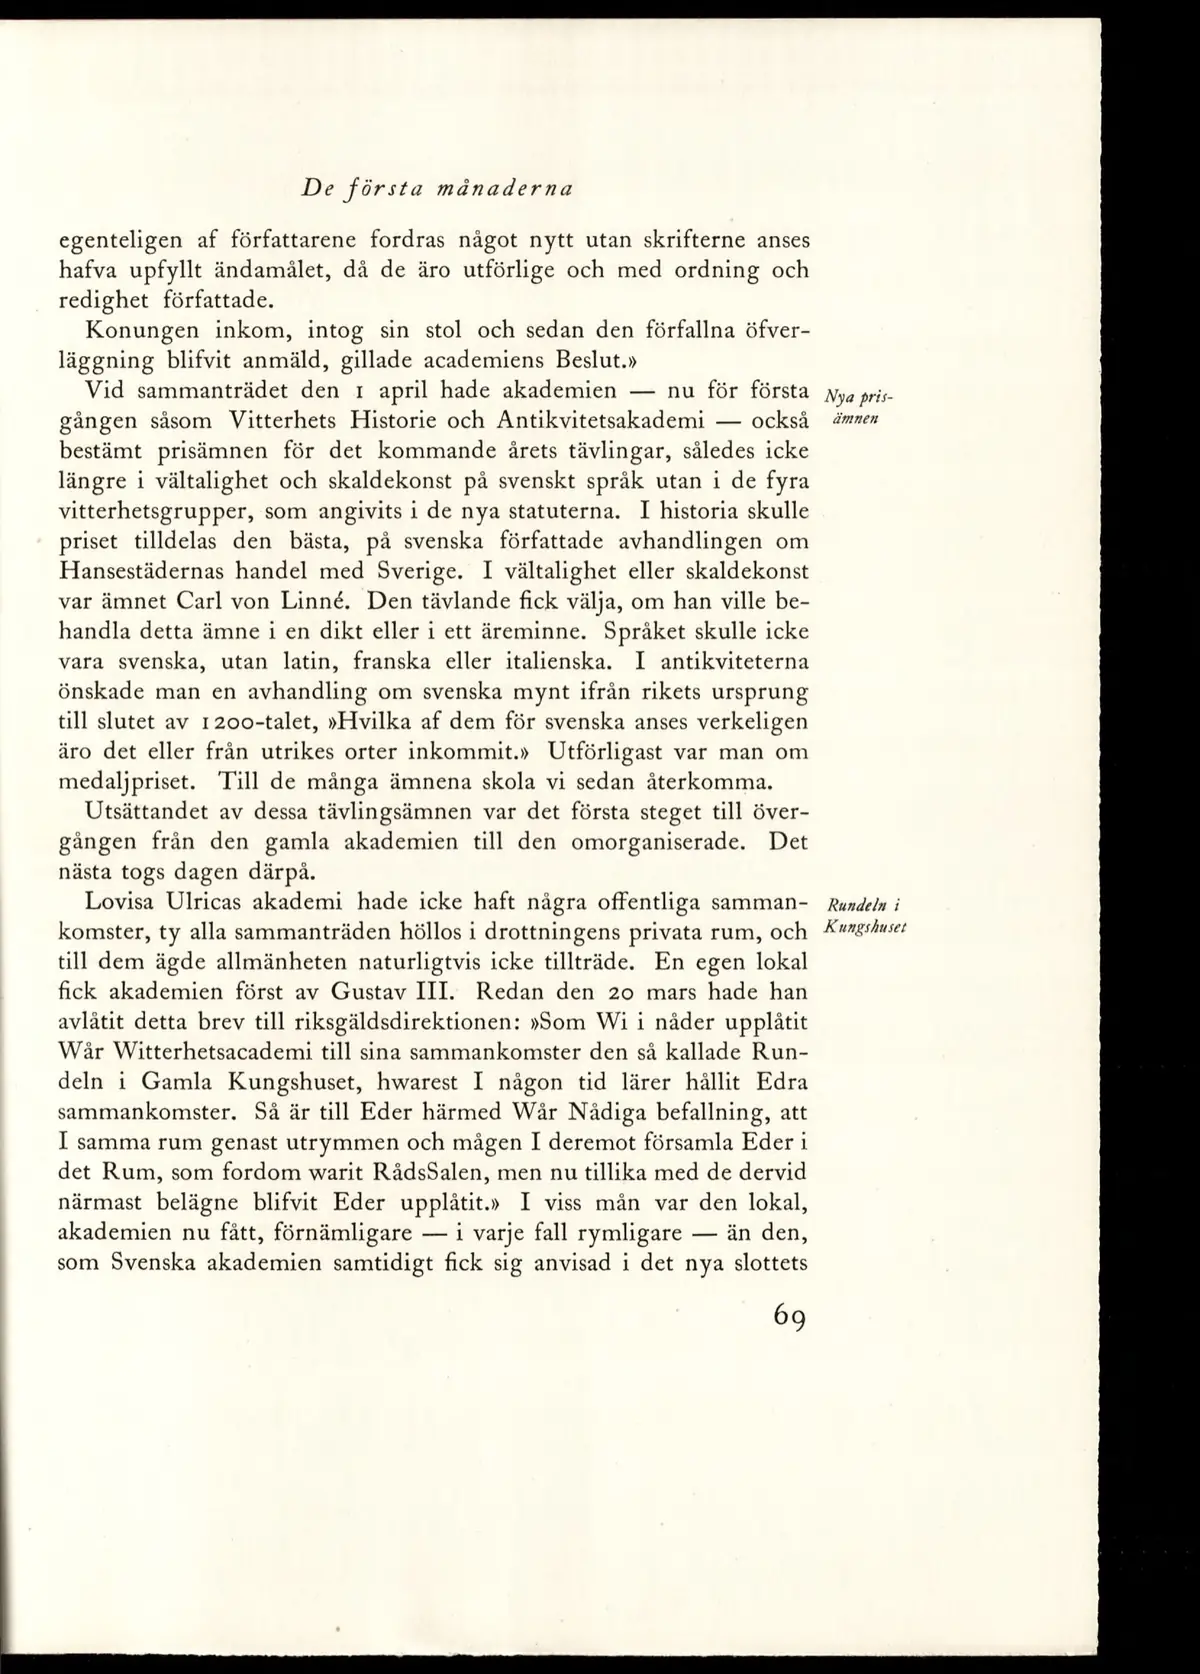 De första månaderna
egenteligen af författarene fordras något nytt utan skrifterne anses
hafva upfyllt ändamålet, då de äro utförlige och med ordning och
redighet författade.
Konungen inkom, intog sin stol och sedan den förfallna öfver-
läggning blifvit anmäld, gillade academiens Beslut.»
Vid sammanträdet den 1 april hade akademien — nu för första
gången såsom Vitterhets Historie och Antikvitetsakademi — också
bestämt prisämnen för det kommande årets tävlingar, således icke
längre i vältalighet och skaldekonst på svenskt språk utan i de fyra
vitterhetsgrupper, som angivits i de nya statuterna. I historia skulle
priset tilldelas den bästa, på svenska författade avhandlingen om
Hansestädernas handel med Sverige. I vältalighet eller skaldekonst
var ämnet Carl von Linné. Den tävlande fick välja, om han ville be-
handla detta ämne i en dikt eller i ett äreminne. Språket skulle icke
vara svenska, utan latin, franska eller italienska. I antikviteterna
önskade man en avhandling om svenska mynt ifrån rikets ursprung
till slutet av 1200-talet, »Hvilka af dem för svenska anses verkeligen
äro det eller från utrikes orter inkommit.» Utförligast var man om
medaljpriset. Till de många ämnena skola vi sedan återkomma.
Utsättandet av dessa tävlingsämnen var det första steget till över-
gången från den gamla akademien till den omorganiserade. Det
nästa togs dagen därpå.
Lovisa Ulricas akademi hade icke haft några offentliga samman-
komster, ty alla sammanträden höllos i drottningens privata rum, och
till dem ägde allmänheten naturligtvis icke tillträde. En egen lokal
fick akademien först av Gustav III. Redan den 20 mars hade han
avlåtit detta brev till riksgäldsdirektionen: »Som Wi i nåder upplåtit
Wår Witterhetsacademi till sina sammankomster den så kallade Run-
deln i Gamla Kungshuset, hwarest I någon tid lärer hållit Edra
sammankomster. Så är till Eder härmed Wår Nådiga befallning, att
I samma rum genast utrymmen och mågen I deremot församla Eder i
det Rum, som fordom warit RådsSalen, men nu tillika med de dervid
närmast belägne blifvit Eder upplåtit.» I viss mån var den lokal,
akademien nu fått, förnämligare — i varje fall rymligare — än den,
som Svenska akademien samtidigt fick sig anvisad i det nya slottets
Nya pris-
ämnen
Rundeln i
Kungshuset
69